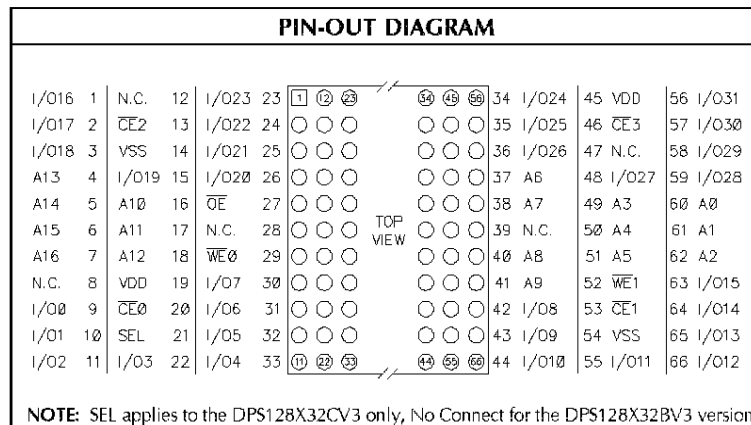 PIN-OUT DIAGRAM
I/O16 1 N.C. 12 I/O23 23 1 12 23 34 45 56 34 I/O24 45 VDD 56 I/O31
I/O17 2 C̅E̅2 13 I/O22 24 35 I/O25 46 C̅E̅3 57 I/O30
I/O18 3 VSS 14 I/O21 25 36 I/O26 47 N.C. 58 I/O29
A13 4 I/O19 15 I/O20 26 37 A6 48 I/O27 59 I/O28
A14 5 A10 16 O̅E̅ 27 38 A7 49 A3 60 A0
A15 6 A11 17 N.C. 28 TOP VIEW 39 N.C. 50 A4 61 A1
A16 7 A12 18 W̅E̅0 29 40 A8 51 A5 62 A2
N.C. 8 VDD 19 I/O7 30 41 A9 52 W̅E̅1 63 I/O15
I/O0 9 C̅E̅0 20 I/O6 31 42 I/O8 53 C̅E̅1 64 I/O14
I/O1 10 SEL 21 I/O5 32 43 I/O9 54 VSS 65 I/O13
I/O2 11 I/O3 22 I/O4 33 11 22 33 44 55 66 44 I/O10 55 I/O11 66 I/O12
NOTE: SEL applies to the DPS128X32CV3 only, No Connect for the DPS128X32BV3 version